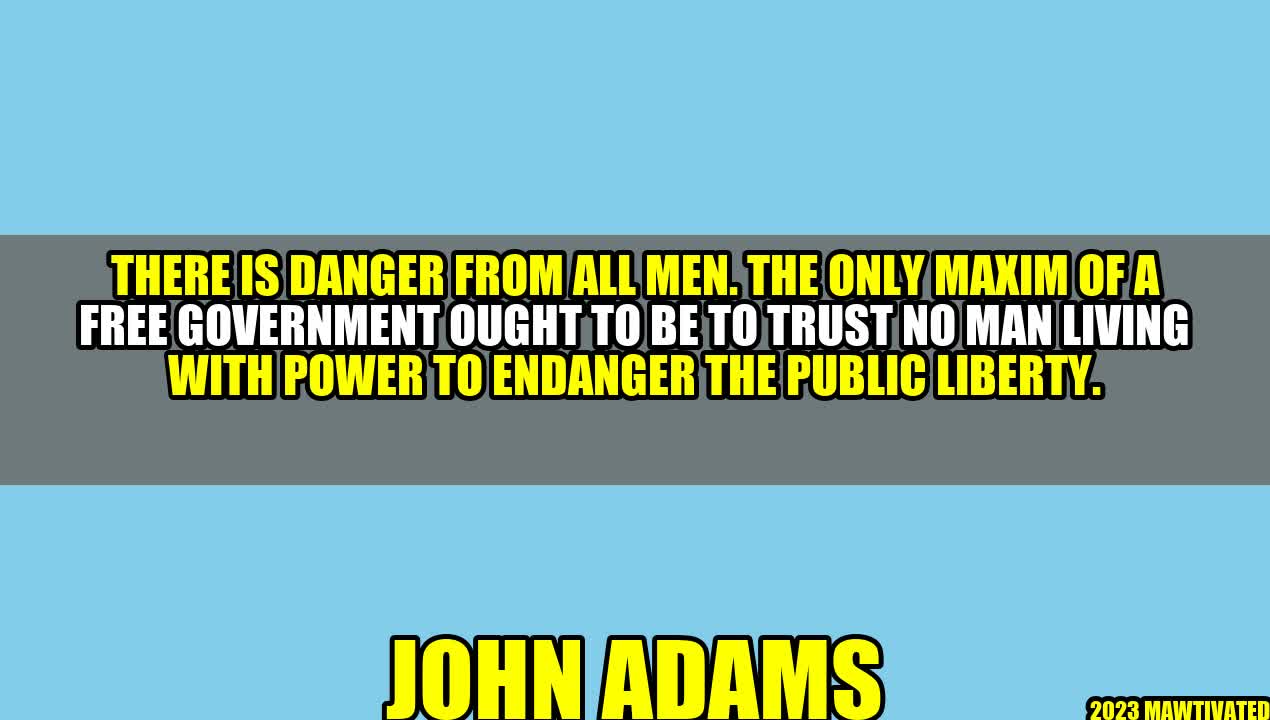 THERE IS DANGER FROM ALL MEN. THE ONLY MAXIM OF A
FREE GOVERNMENT OUGHT TO BE TO TRUST NO MAN LIVING
WITH POWER TO ENDANGER THE PUBLIC LIBERTY.
JOHN ADAMS
2023 MAWTIVATED